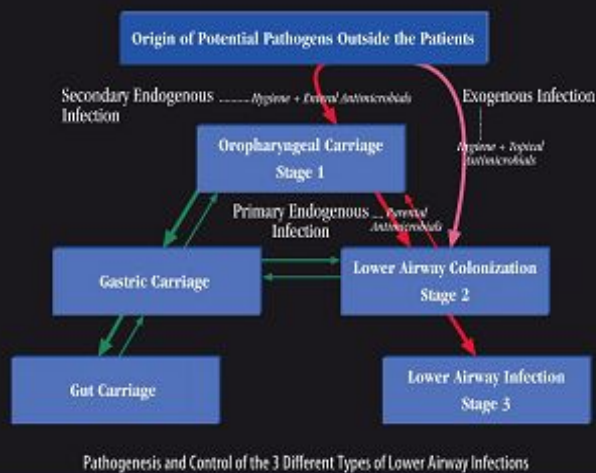 Origin of Potential Pathogens Outside the Patients
Secondary Endogenous
Infection
Hygiene + Enteral Antimicrobials
Exogenous Infection
Hygiene + Topical
Antimicrobials
Oropharyngeal Carriage
Stage 1
Primary Endogenous
Infection
Parental
Antimicrobials
Gastric Carriage
Lower Airway Colonization
Stage 2
Gut Carriage
Lower Airway Infection
Stage 3
Pathogenesis and Control of the 3 Different Types of Lower Airway Infections